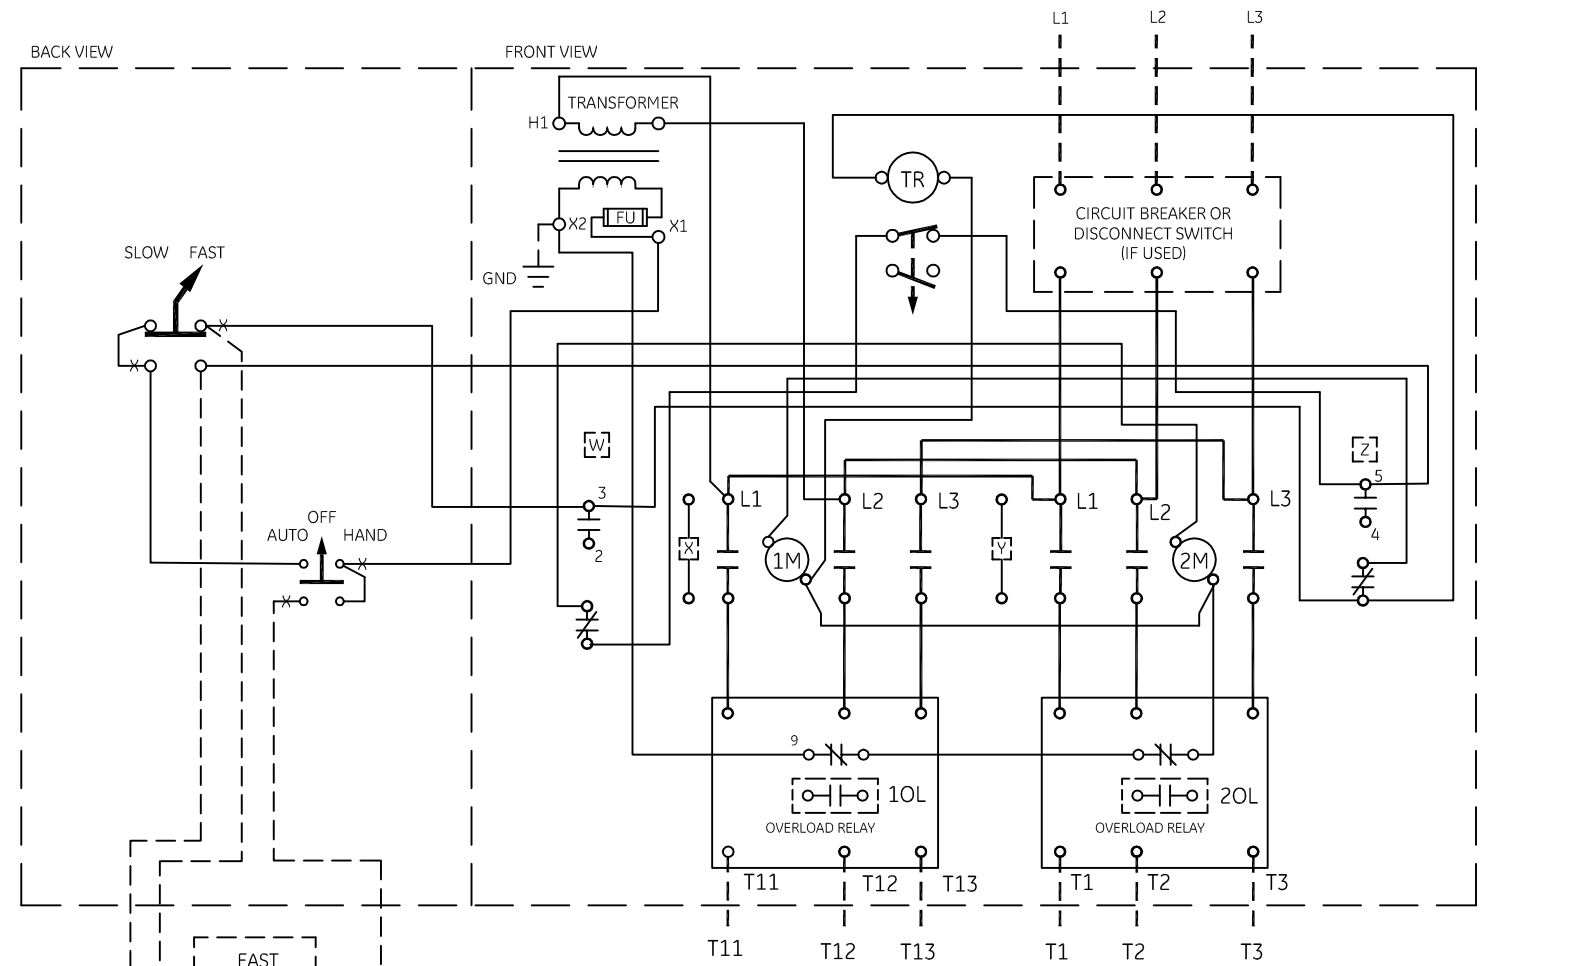 L1 L2 L3
BACK VIEW FRONT VIEW
TRANSFORMER
H1
TR
FU
X2 X1
CIRCUIT BREAKER OR
DISCONNECT SWITCH
(IF USED)
SLOW FAST
GND
W
Z
3
5
L1 L2 L3 L1 L2 L3
OFF
AUTO HAND
2
4
X
1M
Y
2M
9
1OL 2OL
OVERLOAD RELAY OVERLOAD RELAY
T11 T12 T13 T1 T2 T3
T11 T12 T13 T1 T2 T3
FAST